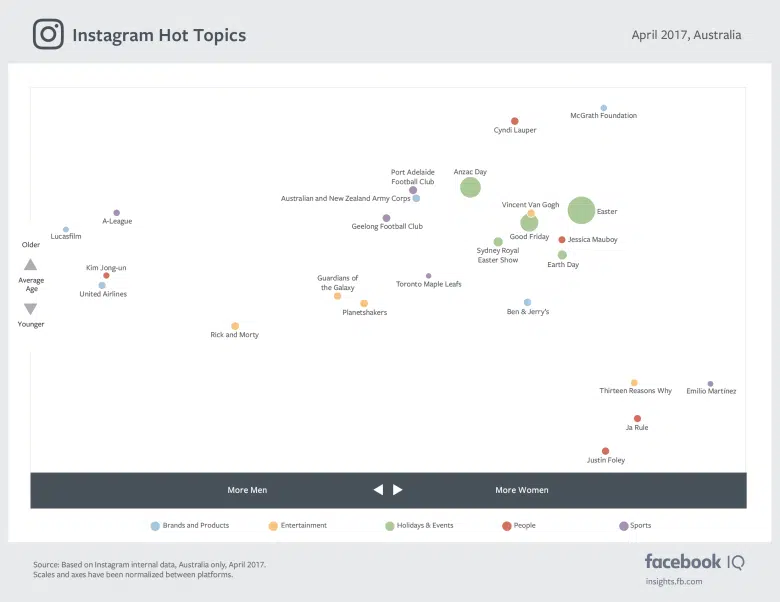 Instagram Hot Topics
April 2017, Australia
McGrath Foundation
Cyndi Lauper
Port Adelaide
Football Club
Anzac Day
Australian and New Zealand Army Corps
Vincent Van Gogh
Easter
A-League
Geelong Football Club
Lucasfilm
Good Friday
Jessica Mauboy
Older
Sydney Royal
Easter Show
Earth Day
Kim Jong-un
Average
Age
United Airlines
Guardians of
the Galaxy
Toronto Maple Leafs
Planetshakers
Ben & Jerry's
Younger
Rick and Morty
Thirteen Reasons Why
Emilio Martínez
Ja Rule
Justin Foley
More Men
More Women
Brands and Products
Entertainment
Holidays & Events
People
Sports
Source: Based on Instagram internal data, Australia only, April 2017.
Scales and axes have been normalized between platforms.
facebook IQ
insights.fb.com